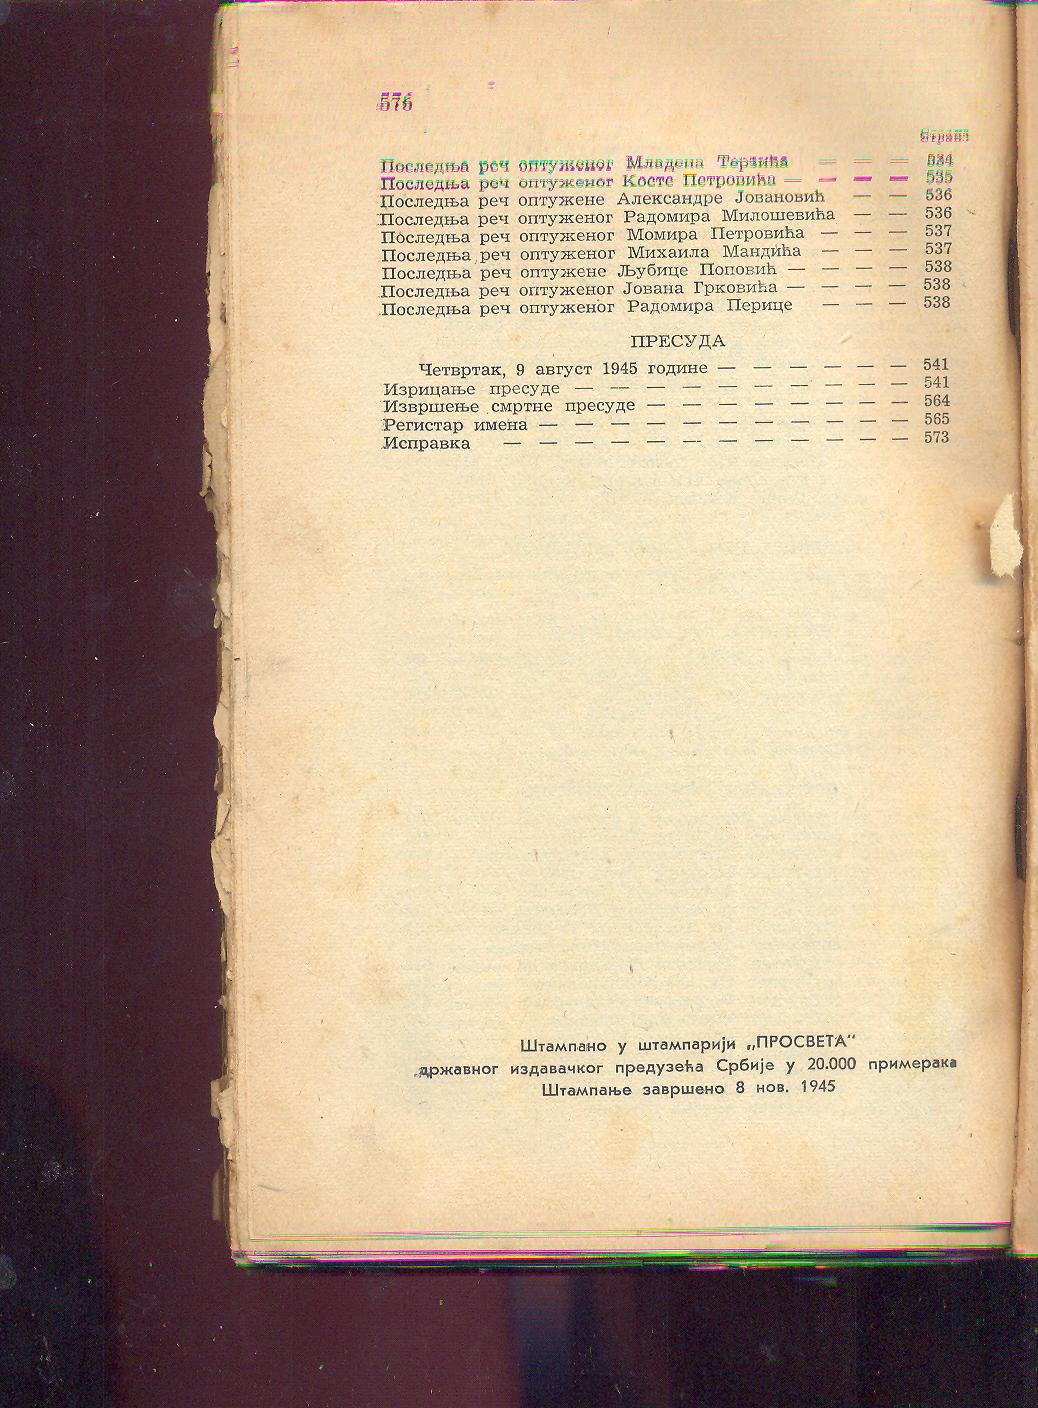 576
Страна
Последња реч оптуженог Младена Терзића — — — 534
Последња реч оптуженог Косте Петровића — — — — 535
Последња реч оптужене Александре Јовановић — — 536
Последња реч оптуженог Радомира Милошевића — — 536
Последња реч оптуженог Момира Петровића — — — 537
Последња реч оптуженог Михаила Мандића — — — 537
Последња реч оптужене Љубице Поповић — — — — 538
Последња реч оптуженог Јована Грковића — — — — 538
Последња реч оптуженог Радомира Перице — — — 538
ПРЕСУДА
Четвртак, 9 август 1945 године — — — — — — 541
Изрицање пресуде — — — — — — — — — — 541
Извршење смртне пресуде — — — — — — — — 564
Регистар имена — — — — — — — — — — — 565
Исправка — — — — — — — — — — — — 573
Штампано у штампарији „ПРОСВЕТА“
државног издавачког предузећа Србије у 20.000 примерака
Штампање завршено 8 нов. 1945